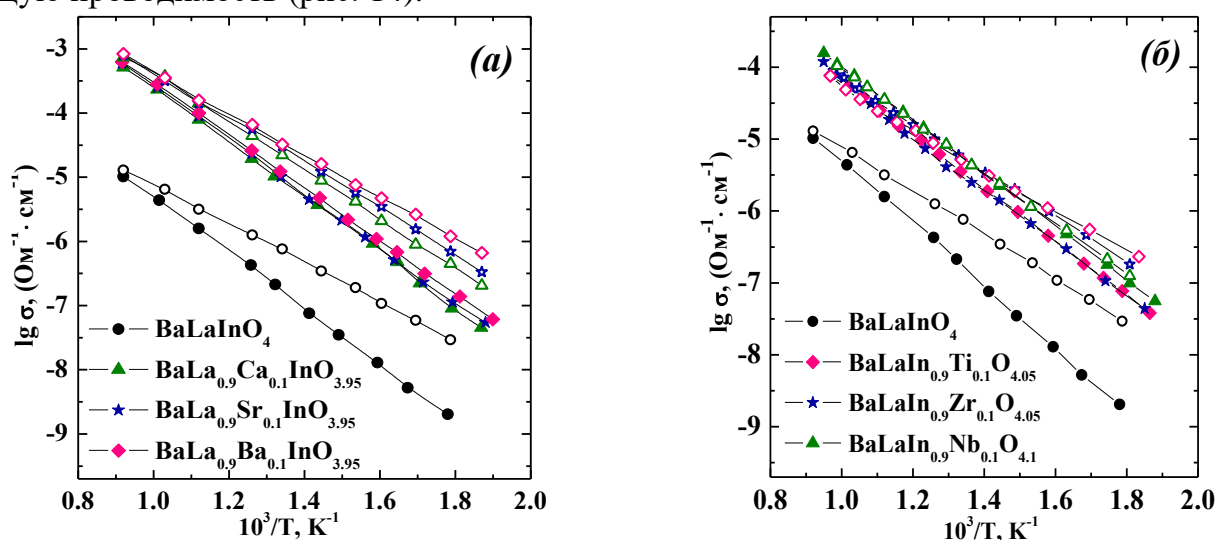 щую проводимость (рис. 14).
(а)
-3
-4
-5
-6
-7
-8
-9
lg σ, (Ом⁻¹· см⁻¹)
BaLaInO₄
BaLa₀.₉Ca₀.₁InO₃.₉₅
BaLa₀.₉Sr₀.₁InO₃.₉₅
BaLa₀.₉Ba₀.₁InO₃.₉₅
0.8 1.0 1.2 1.4 1.6 1.8 2.0
10³/T, K⁻¹
(б)
-4
-5
-6
-7
-8
-9
lg σ, (Ом⁻¹· см⁻¹)
BaLaInO₄
BaLaIn₀.₉Ti₀.₁O₄.₀₅
BaLaIn₀.₉Zr₀.₁O₄.₀₅
BaLaIn₀.₉Nb₀.₁O₄.₁
0.8 1.0 1.2 1.4 1.6 1.8 2.0
10³/T, K⁻¹